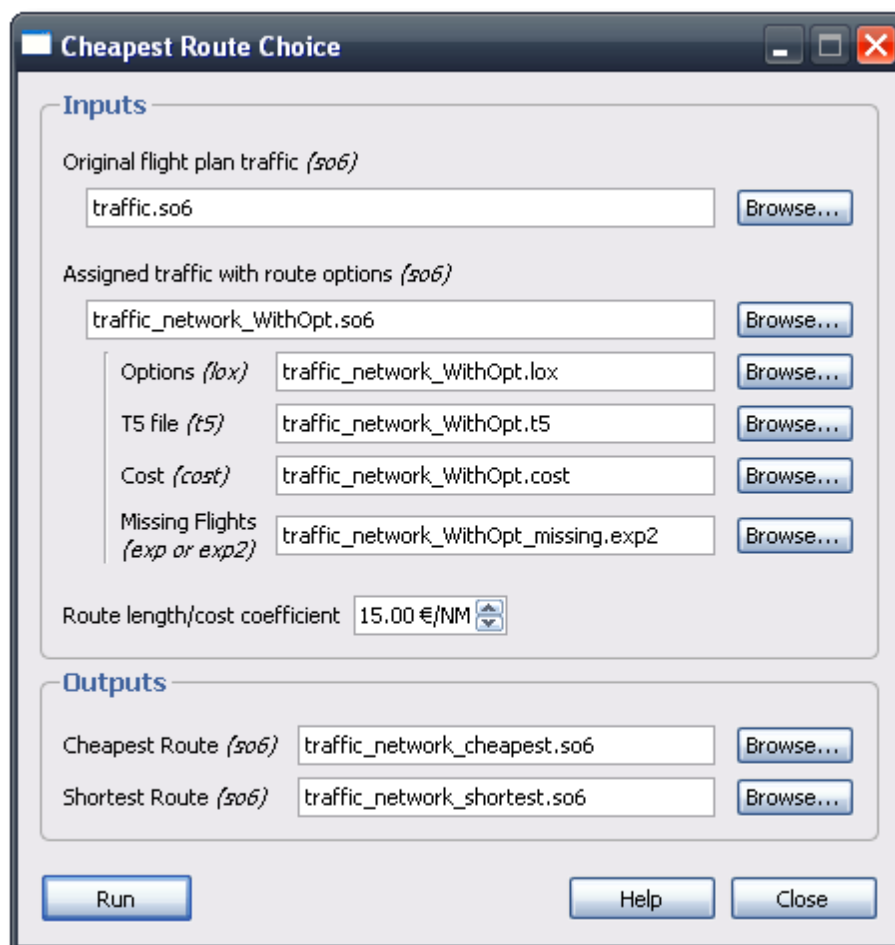 Cheapest Route Choice
Inputs
Original flight plan traffic (so6)
traffic.so6 Browse...
Assigned traffic with route options (so6)
traffic_network_WithOpt.so6 Browse...
Options (lox) traffic_network_WithOpt.lox Browse...
T5 file (t5) traffic_network_WithOpt.t5 Browse...
Cost (cost) traffic_network_WithOpt.cost Browse...
Missing Flights
(exp or exp2) traffic_network_WithOpt_missing.exp2 Browse...
Route length/cost coefficient 15.00 €/NM
Outputs
Cheapest Route (so6) traffic_network_cheapest.so6 Browse...
Shortest Route (so6) traffic_network_shortest.so6 Browse...
Run Help Close